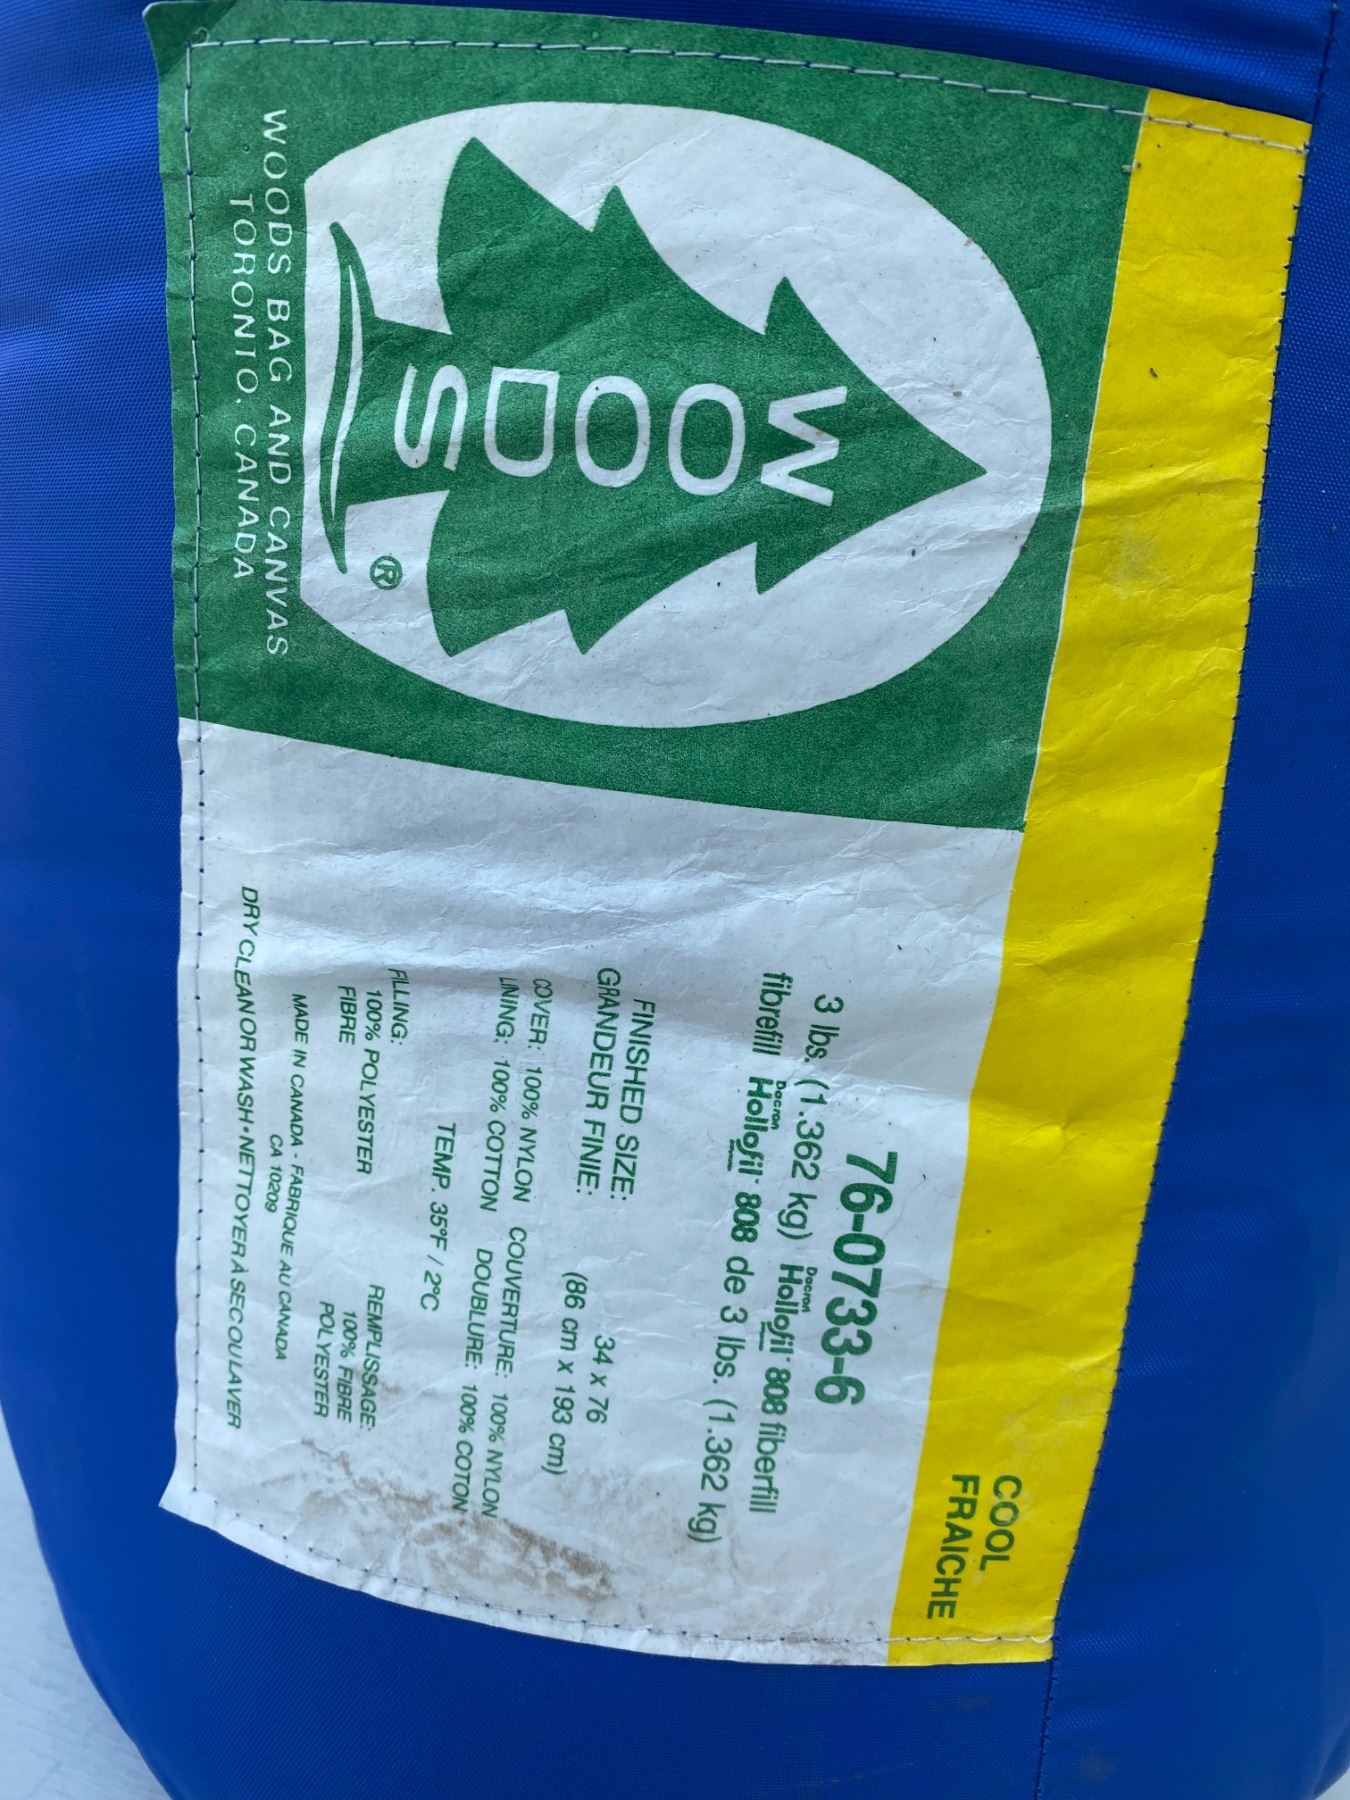 COOL
FRAICHE
WOODS
®
WOODS BAG AND CANVAS
TORONTO, CANADA
76-0733-6
3 lbs. (1.362 kg) Dacron Hollofil 808 fiberfill
fibrefill Dacron Hollofil 808 de 3 lbs. (1.362 kg)
FINISHED SIZE: 34 x 76
GRANDEUR FINIE: (86 cm x 193 cm)
COVER: 100% NYLON COUVERTURE: 100% NYLON
LINING: 100% COTTON DOUBLURE: 100% COTON
TEMP. 35°F / 2°C
FILLING: REMPLISSAGE:
100% POLYESTER 100% FIBRE
FIBRE POLYESTER
MADE IN CANADA - FABRIQUE AU CANADA
CA 10209
DRY CLEAN OR WASH•NETTOYER À SEC OU LAVER